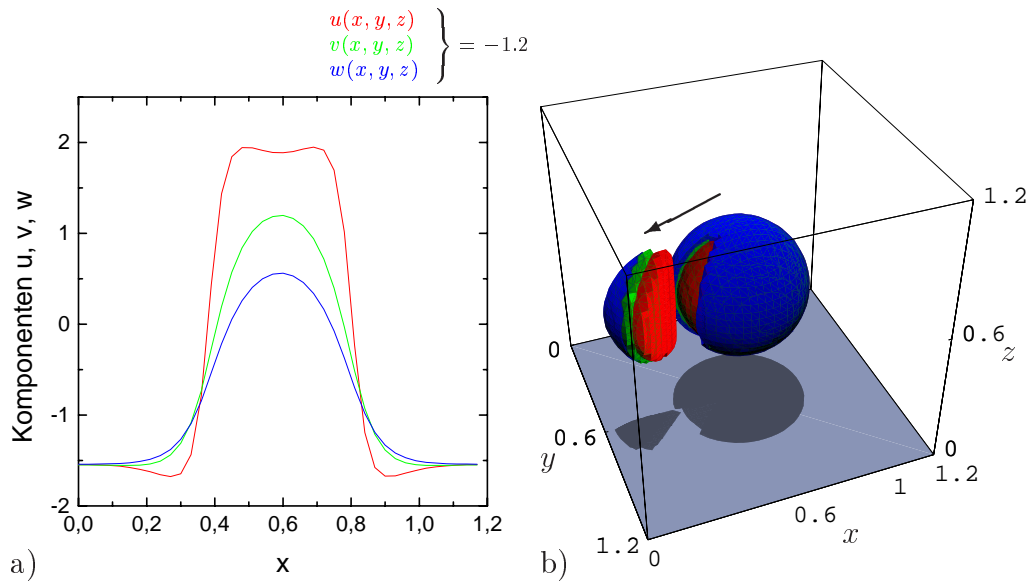 u(x, y, z)
v(x, y, z)
w(x, y, z)
} = −1.2
Komponenten u, v, w
2
1
0
-1
-2
0,0 0,2 0,4 0,6 0,8 1,0 1,2
x
a)
1.2
0.6
z
0
1.2
1
0.6
x
0
1.2
0.6
y
0
b)